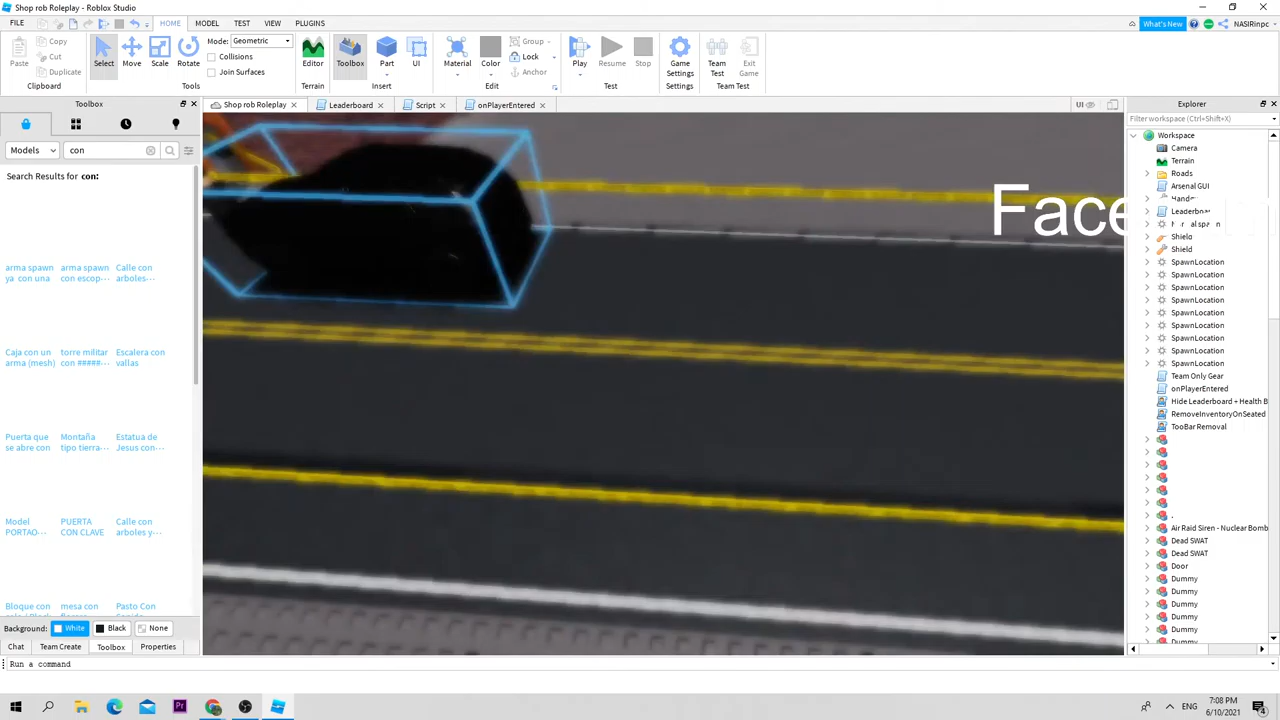 Shop rob Roleplay - Roblox Studio
FILE
HOME
MODEL
TEST
VIEW
PLUGINS
What's New
NASIRinpc
Paste
Copy
Cut
Duplicate
Clipboard
Select
Move
Scale
Rotate
Mode: Geometric
Collisions
Join Surfaces
Tools
Editor
Terrain
Toolbox
Part
UI
Insert
Material
Color
Group
Lock
Anchor
Edit
Play
Resume
Stop
Test
Game Settings
Settings
Team Test
Exit Game
Team Test
Toolbox
Shop rob Roleplay
Leaderboard
Script
onPlayerEntered
UI
Explorer
Models
con
Search Results for con:
arma spawn ya con una
arma spawn con escop···
Calle con arboles···
Caja con un arma (mesh)
torre militar con #####···
Escalera con vallas
Puerta que se abre con
Montaña tipo tierra···
Estatua de Jesus con···
Model PORTAO···
PUERTA CON CLAVE
Calle con arboles y···
Bloque con
mesa con
Pasto Con
Background: White Black None
Chat
Team Create
Toolbox
Properties
Run a command
Face
Filter workspace (Ctrl+Shift+X)
Workspace
Camera
Terrain
Roads
Arsenal GUI
Leaderboar
Shield
Shield
SpawnLocation
SpawnLocation
SpawnLocation
SpawnLocation
SpawnLocation
SpawnLocation
SpawnLocation
SpawnLocation
SpawnLocation
Team Only Gear
onPlayerEntered
Hide Leaderboard + Health B
RemoveInventoryOnSeated
TooBar Removal
.
Air Raid Siren - Nuclear Bomb
Dead SWAT
Dead SWAT
Door
Dummy
Dummy
Dummy
Dummy
Dummy
Dummy
ENG
7:08 PM
6/10/2021
4